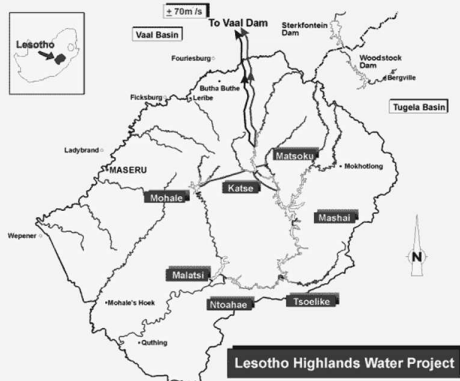 ± 70m /s
To Vaal Dam
Sterkfontein
Dam
Lesotho
Vaal Basin
Fouriesburg
Woodstock
Dam
Bergville
Butha Buthe
Ficksburg
Leribe
Tugela Basin
Ladybrand
MASERU
Matsoku
Mokhotlong
Mohale
Katse
Mashai
Wepener
N
Malatsi
Mohale's Hoek
Ntoahae
Tsoelike
Quthing
Lesotho Highlands Water Project